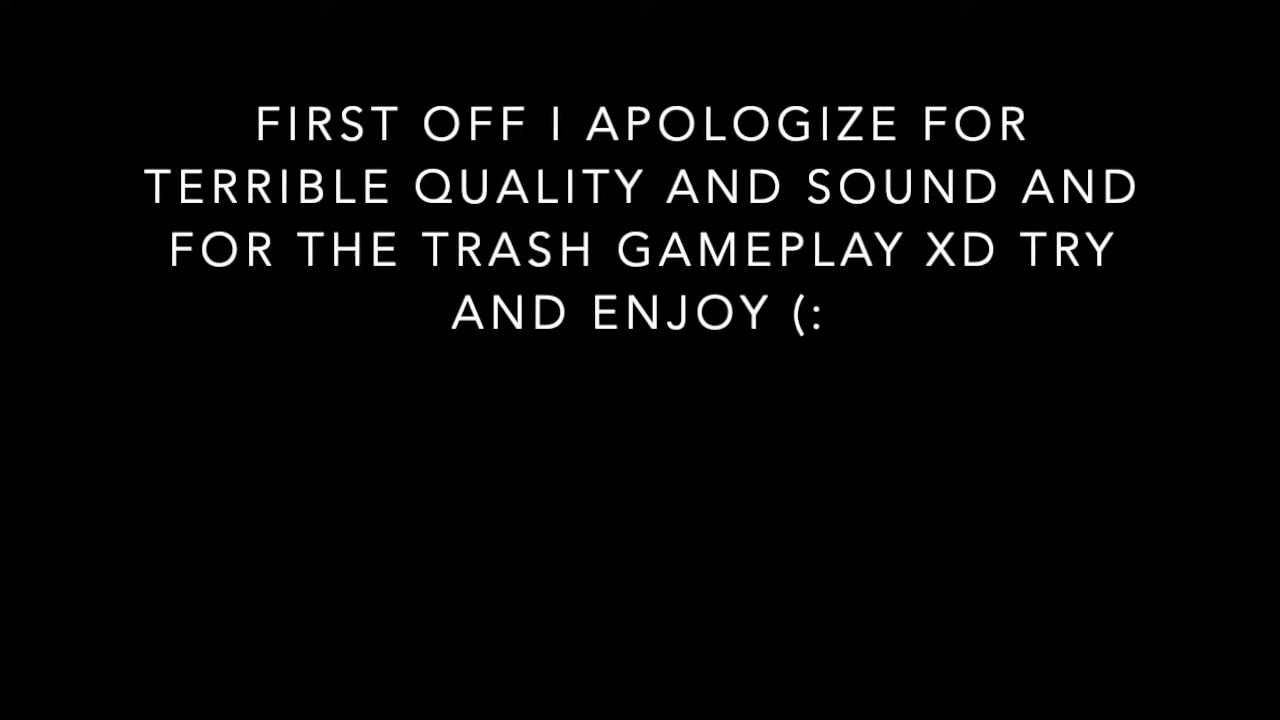 FIRST OFF I APOLOGIZE FOR
TERRIBLE QUALITY AND SOUND AND
FOR THE TRASH GAMEPLAY XD TRY
AND ENJOY (: